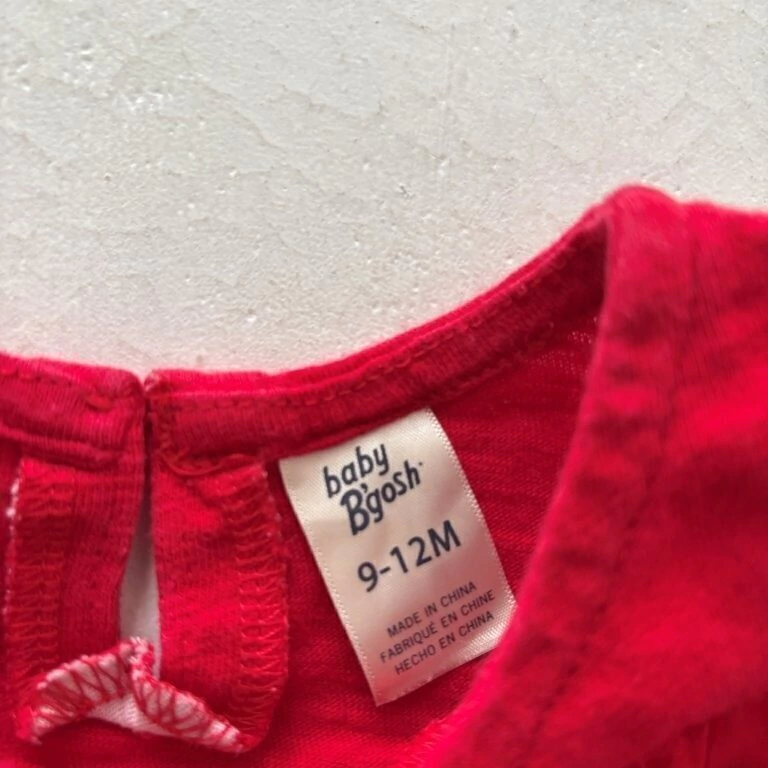 baby
B'gosh
9-12M
MADE IN CHINA
FABRIQUÉ EN CHINE
HECHO EN CHINA